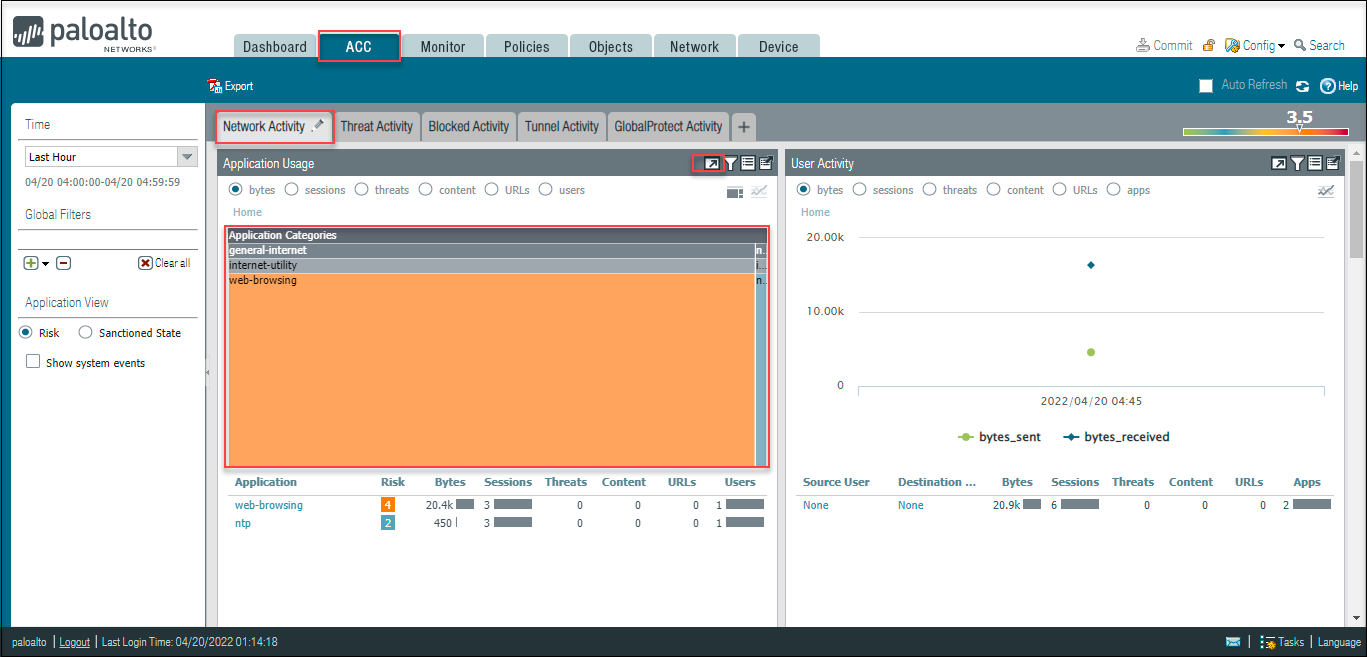 paloalto
NETWORKS®
Dashboard ACC Monitor Policies Objects Network Device
Commit Config Search
Export
Auto Refresh Help
Time
Last Hour
04/20 04:00:00-04/20 04:59:59
Global Filters
Clear all
Application View
Risk Sanctioned State
Show system events
Network Activity Threat Activity Blocked Activity Tunnel Activity GlobalProtect Activity +
3.5
Application Usage
bytes sessions threats content URLs users
Home
Application Categories
general-internet n..
internet-utility i...
web-browsing n..
Application Risk Bytes Sessions Threats Content URLs Users
web-browsing 4 20.4k 3 0 0 0 1
ntp 2 450 3 0 0 0 1
User Activity
bytes sessions threats content URLs apps
Home
20.00k
10.00k
0
2022/04/20 04:45
bytes_sent bytes_received
Source User Destination ... Bytes Sessions Threats Content URLs Apps
None None 20.9k 6 0 0 0 2
paloalto | Logout | Last Login Time: 04/20/2022 01:14:18
Tasks | Language